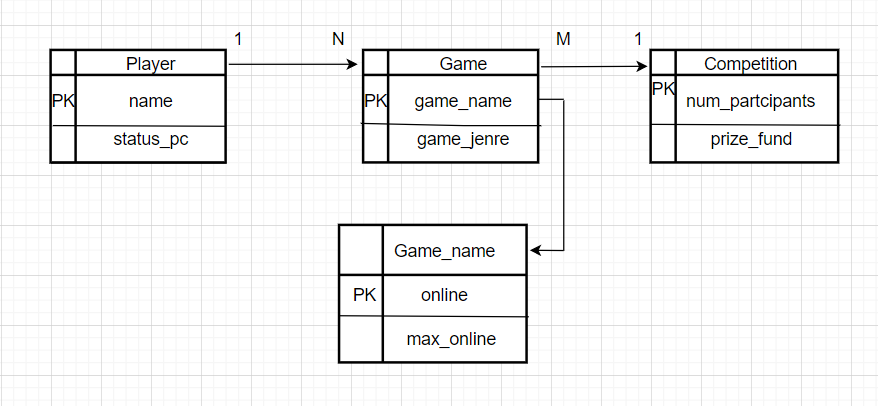 1 N M 1
Player Game Competition
PK name PK game_name PK num_partcipants
status_pc game_jenre prize_fund
Game_name
PK online
max_online